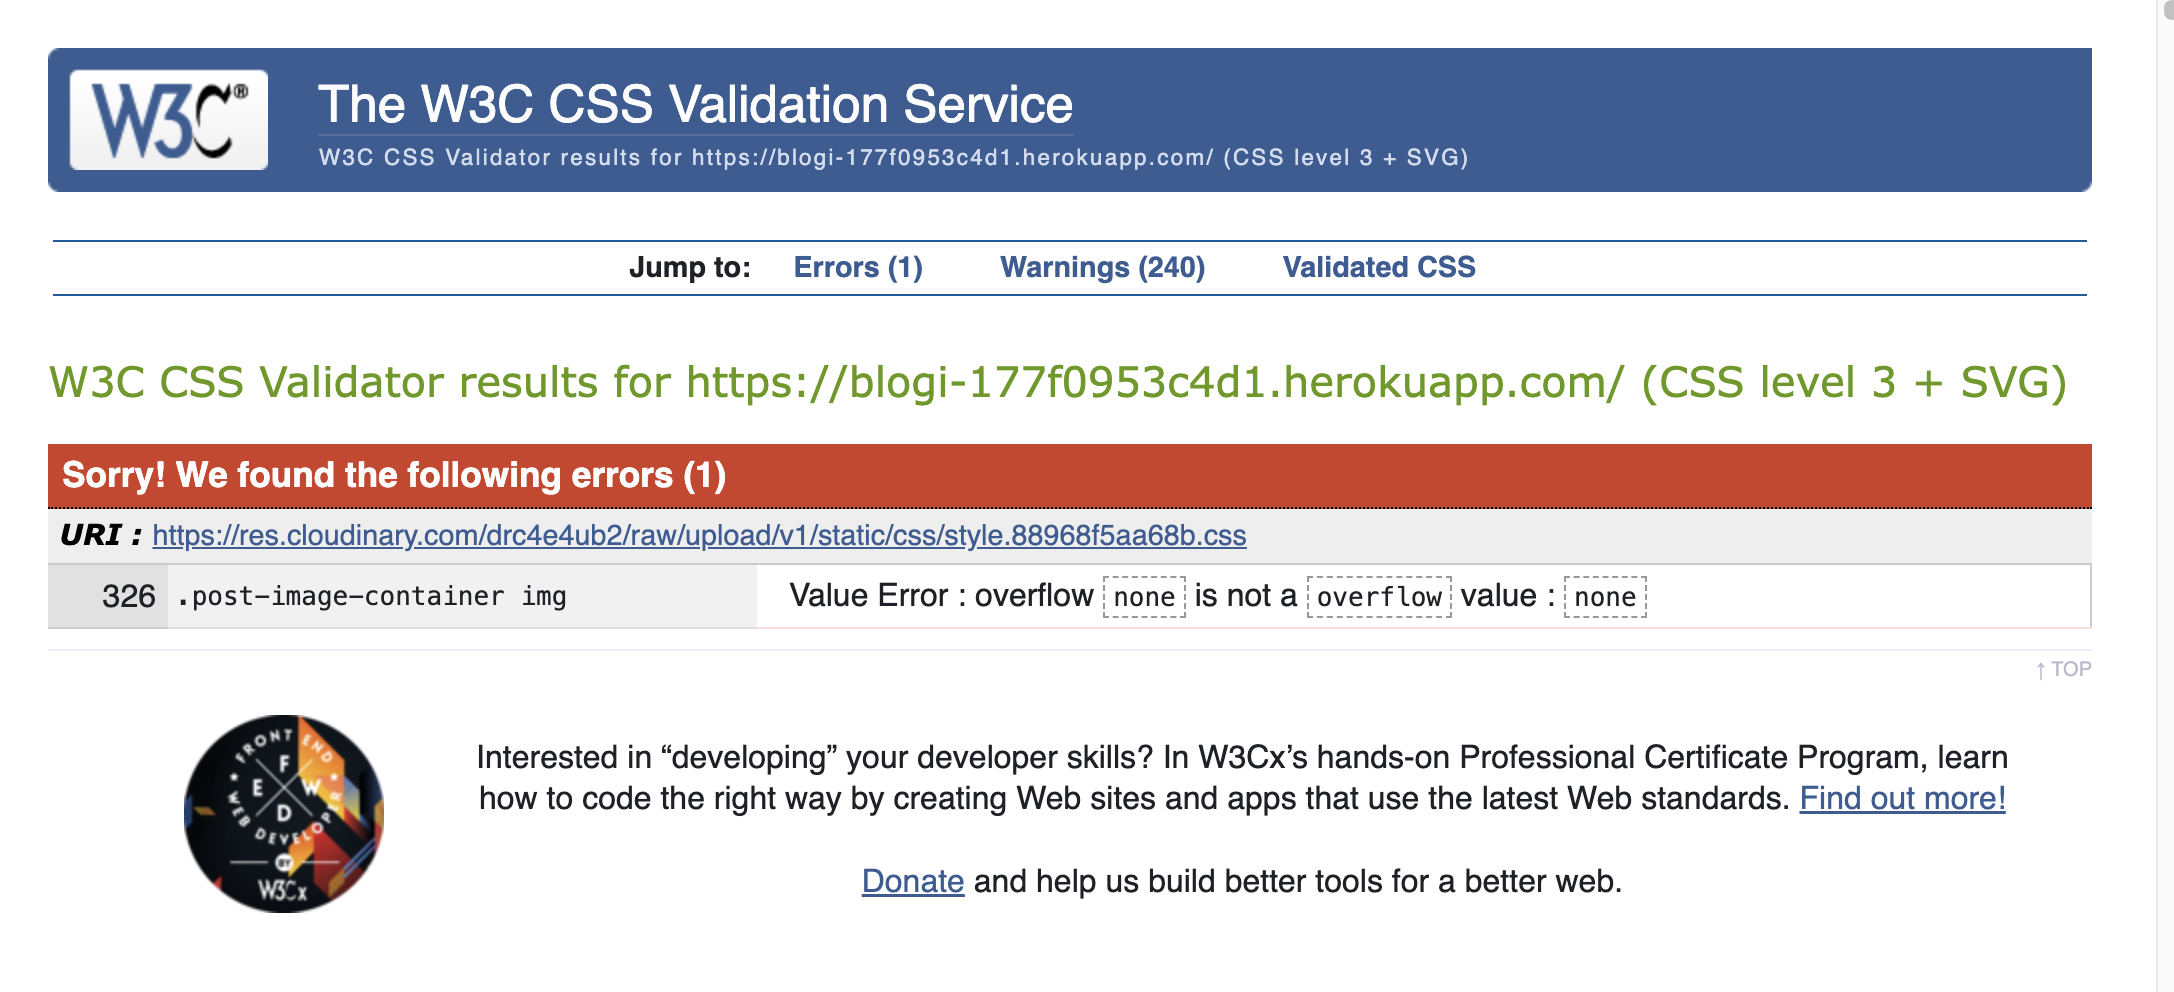 W3C®
The W3C CSS Validation Service
W3C CSS Validator results for https://blogi-177f0953c4d1.herokuapp.com/ (CSS level 3 + SVG)
Jump to: Errors (1) Warnings (240) Validated CSS
W3C CSS Validator results for https://blogi-177f0953c4d1.herokuapp.com/ (CSS level 3 + SVG)
Sorry! We found the following errors (1)
URI : https://res.cloudinary.com/drc4e4ub2/raw/upload/v1/static/css/style.88968f5aa68b.css
326 .post-image-container img Value Error : overflow none is not a overflow value : none
↑ TOP
FRONT END
F
E W
D
WEB DEVELOPER
BY
W3Cx
Interested in “developing” your developer skills? In W3Cx’s hands-on Professional Certificate Program, learn
how to code the right way by creating Web sites and apps that use the latest Web standards. Find out more!
Donate and help us build better tools for a better web.